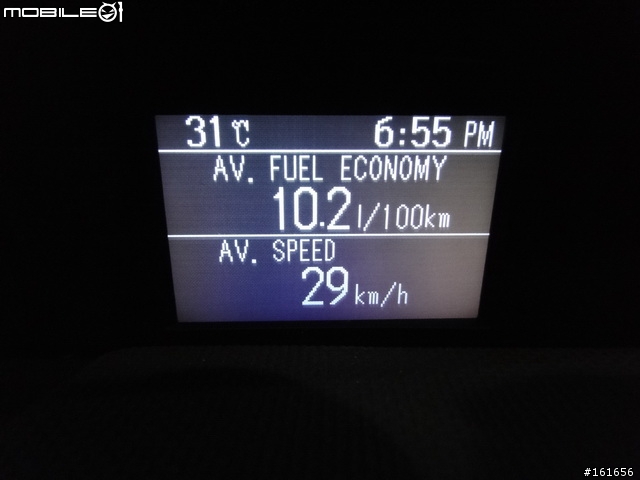 MOBILE01
31℃ 6:55 PM
AV. FUEL ECONOMY
10.2 l/100km
AV. SPEED
29 km/h
#161656